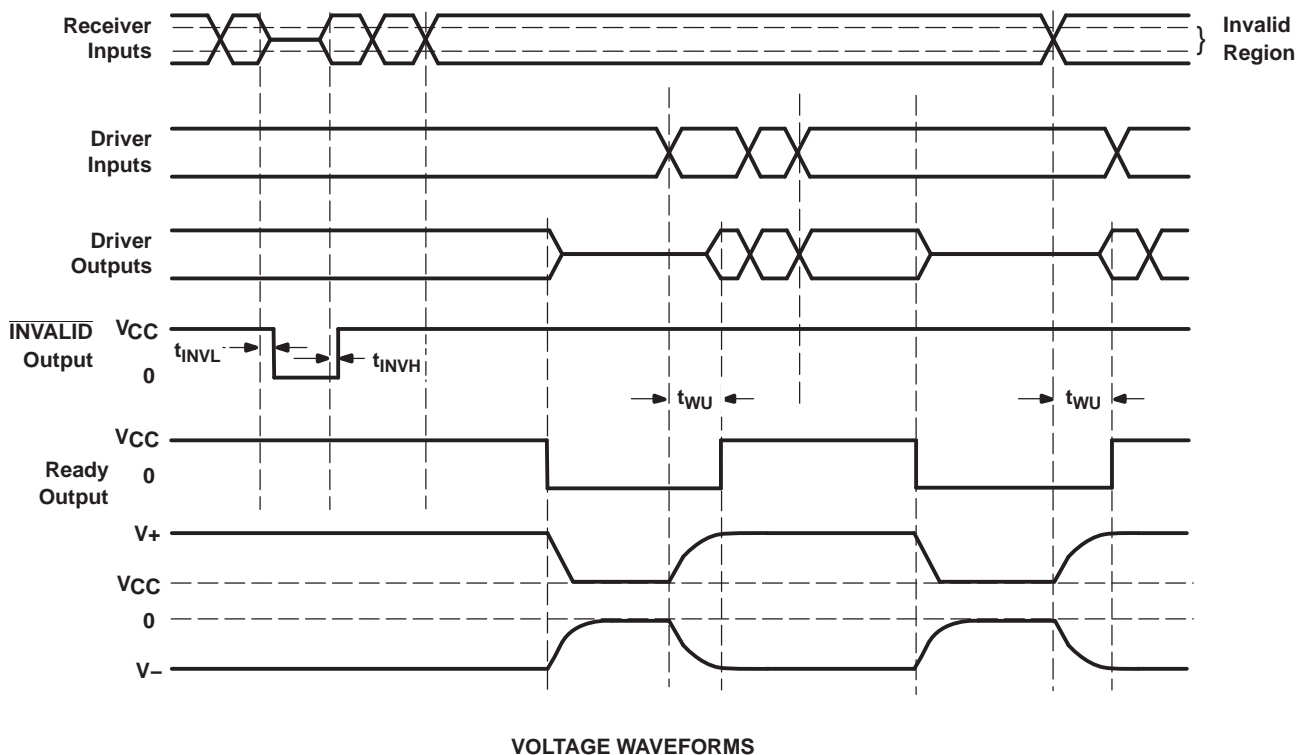 Receiver
Inputs
Invalid
Region
}
Driver
Inputs
Driver
Outputs
INVALID
Output
VCC
0
tINVL
tINVH
tWU
tWU
Ready
Output
VCC
0
V+
VCC
0
V–
VOLTAGE WAVEFORMS